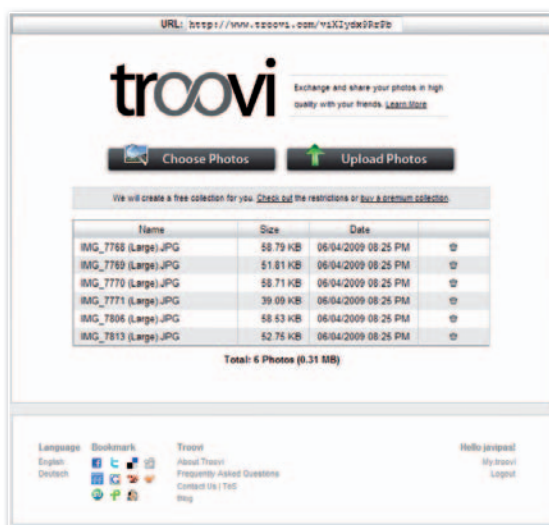 URL: http://www.troovi.com/viXIydx9Rr9b
troovi
Exchange and share your photos in high
quality with your friends. Learn More
Choose Photos
Upload Photos
We will create a free collection for you. Check out the restrictions or buy a premium collection
Name Size Date
IMG_7768 (Large).JPG 58.79 KB 06/04/2009 08:25 PM
IMG_7769 (Large).JPG 51.81 KB 06/04/2009 08:25 PM
IMG_7770 (Large).JPG 58.71 KB 06/04/2009 08:25 PM
IMG_7771 (Large).JPG 39.09 KB 06/04/2009 08:25 PM
IMG_7806 (Large).JPG 58.53 KB 06/04/2009 08:25 PM
IMG_7813 (Large).JPG 52.75 KB 06/04/2009 08:25 PM
Total: 6 Photos (0.31 MB)
Language Bookmark Troovi Hello javipas!
English About Troovi My.troovi
Deutsch Frequently Asked Questions Logout
Contact Us | ToS
Blog